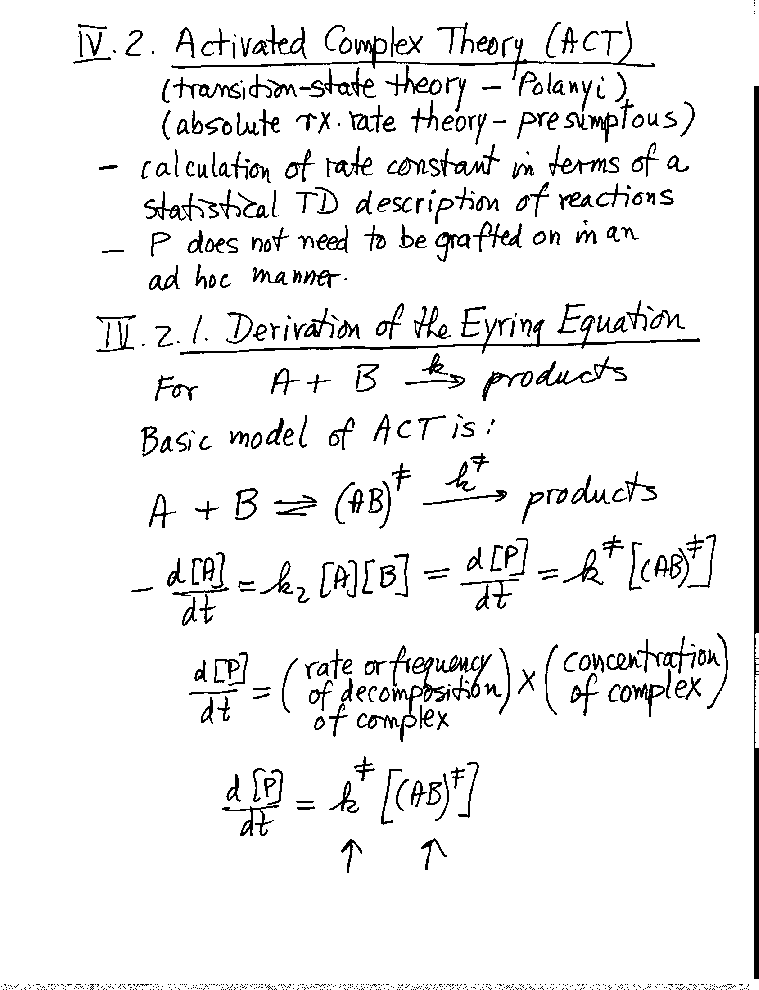 IV.2. Activated Complex Theory (ACT)
(transition-state theory – Polanyi)
(absolute rx. rate theory – presumptous)
– calculation of rate constant in terms of a
statistical TD description of reactions
– P does not need to be grafted on in an
ad hoc manner.
IV.2.1. Derivation of the Eyring Equation
For A + B —k→ products
Basic model of ACT is:
A + B ⇌ (AB)^‡ —k^‡→ products
– d[A]/dt = k₂ [A][B] = d[P]/dt = k^‡ [(AB)^‡]
d[P]/dt = (rate or frequency of decomposition of complex) × (concentration of complex)
d[P]/dt = k^‡ [(AB)^‡]
↑ ↑